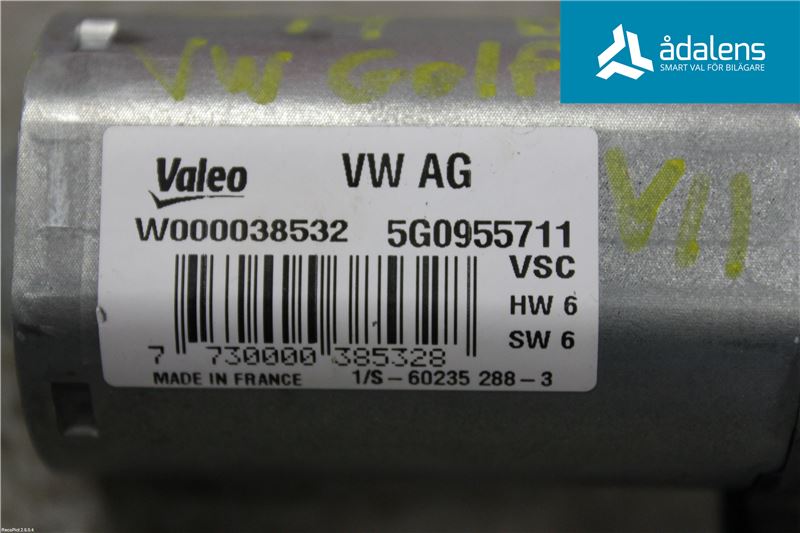 ådalens
SMART VAL FÖR BILÄGARE
VW Golf
VII
Valeo VW AG
W000038532 5G0955711
VSC
HW 6
SW 6
7 730000 385328
MADE IN FRANCE 1/S-60235 288-3